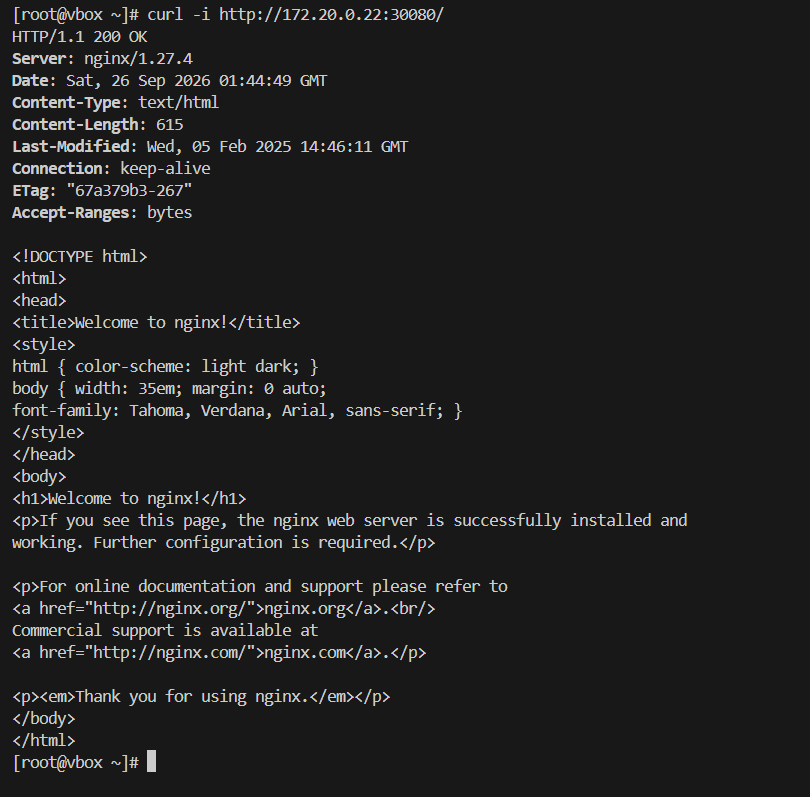 [root@vbox ~]# curl -i http://172.20.0.22:30080/
HTTP/1.1 200 OK
Server: nginx/1.27.4
Date: Sat, 26 Sep 2026 01:44:49 GMT
Content-Type: text/html
Content-Length: 615
Last-Modified: Wed, 05 Feb 2025 14:46:11 GMT
Connection: keep-alive
ETag: "67a379b3-267"
Accept-Ranges: bytes

<!DOCTYPE html>
<html>
<head>
<title>Welcome to nginx!</title>
<style>
html { color-scheme: light dark; }
body { width: 35em; margin: 0 auto;
font-family: Tahoma, Verdana, Arial, sans-serif; }
</style>
</head>
<body>
<h1>Welcome to nginx!</h1>
<p>If you see this page, the nginx web server is successfully installed and
working. Further configuration is required.</p>

<p>For online documentation and support please refer to
<a href="http://nginx.org/">nginx.org</a>.<br/>
Commercial support is available at
<a href="http://nginx.com/">nginx.com</a>.</p>

<p><em>Thank you for using nginx.</em></p>
</body>
</html>
[root@vbox ~]#